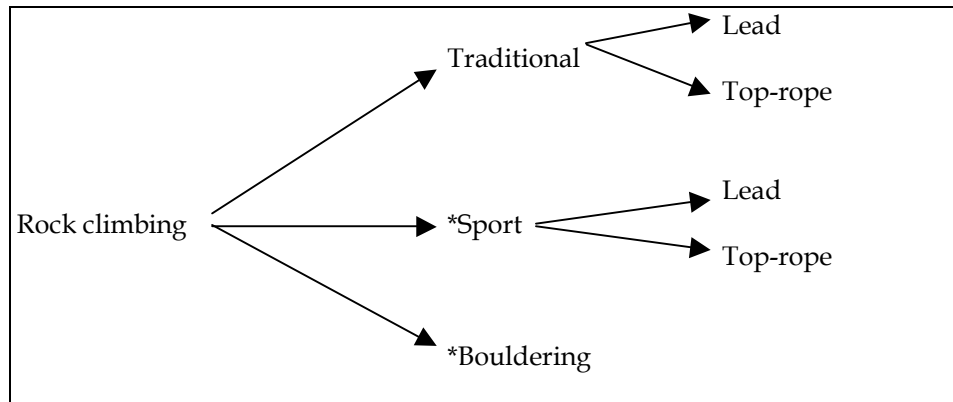 Lead
Traditional
Top-rope
Lead
Rock climbing
*Sport
Top-rope
*Bouldering